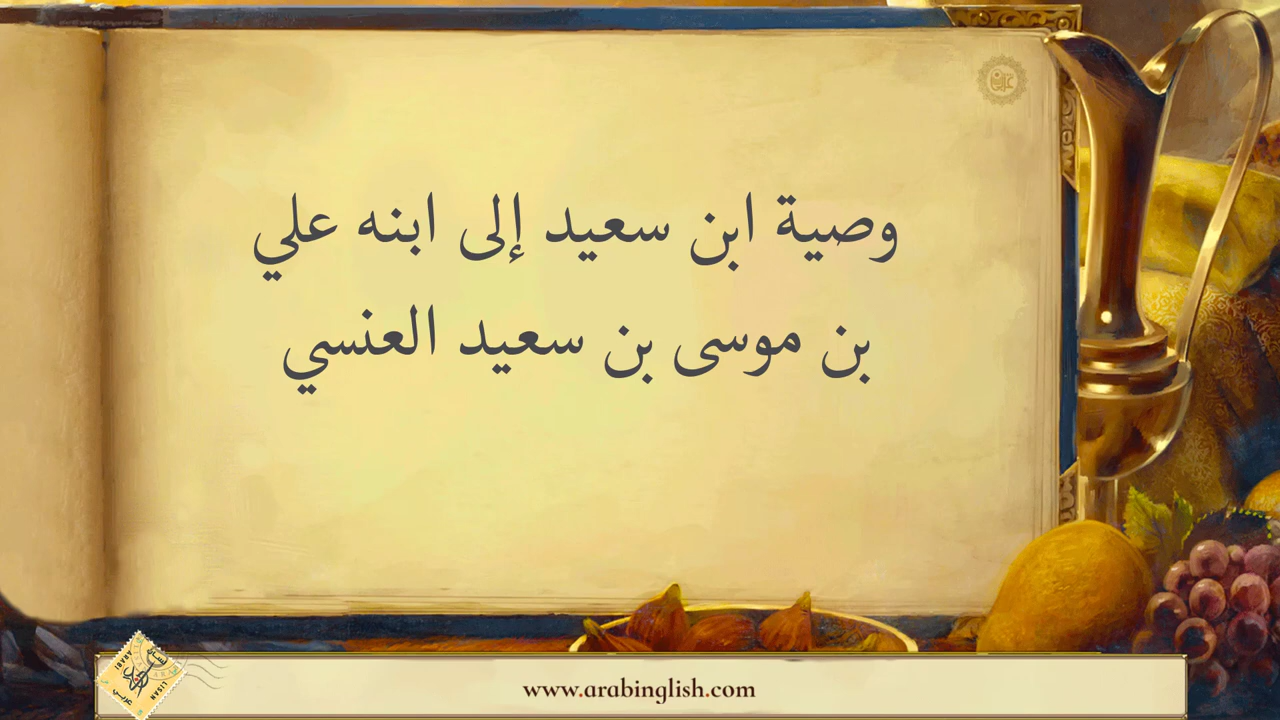 وصية ابن سعيد إلى ابنه علي
بن موسى بن سعيد العنسي
www.arabinglish.com